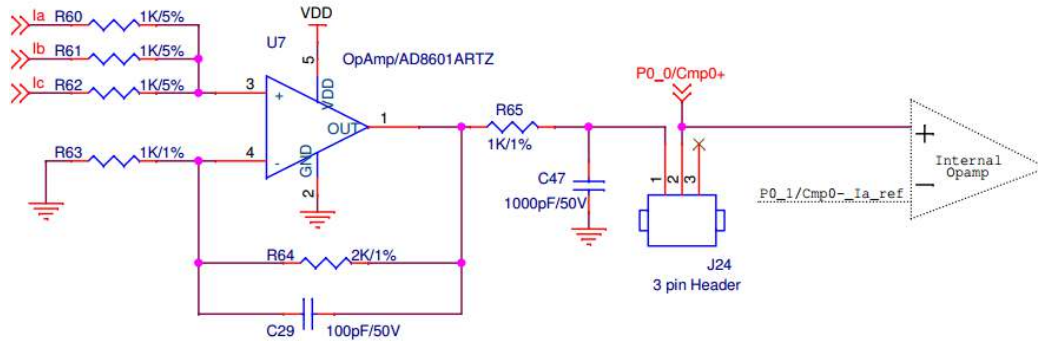 Ia R60 1K/5%
Ib R61 1K/5%
Ic R62 1K/5%
VDD
U7
5
OpAmp/AD8601ARTZ
3
+
VDD
OUT
1
R63 1K/1%
4
-
GND
2
R65
1K/1%
C47
1000pF/50V
P0_0/Cmp0+
1
2
3
J24
3 pin Header
+
Internal
Opamp
P0_1/Cmp0-_Ia_ref
-
R64 2K/1%
C29 100pF/50V